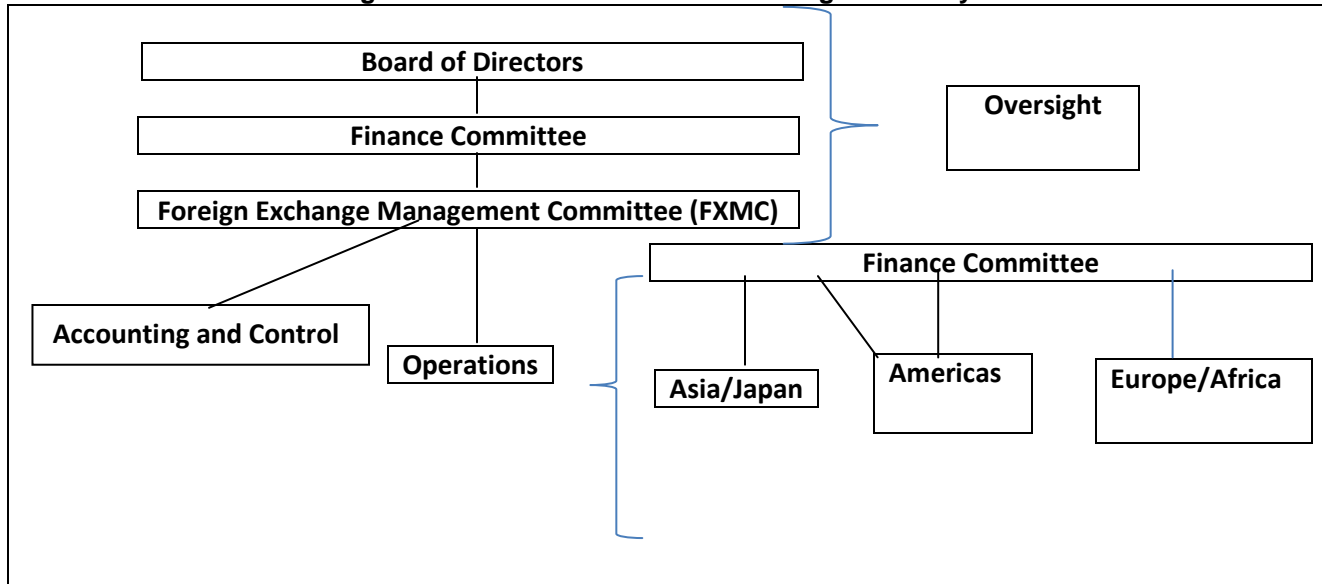 Board of Directors
Oversight
Finance Committee
Foreign Exchange Management Committee (FXMC)
Finance Committee
Accounting and Control
Operations
Asia/Japan
Americas
Europe/Africa